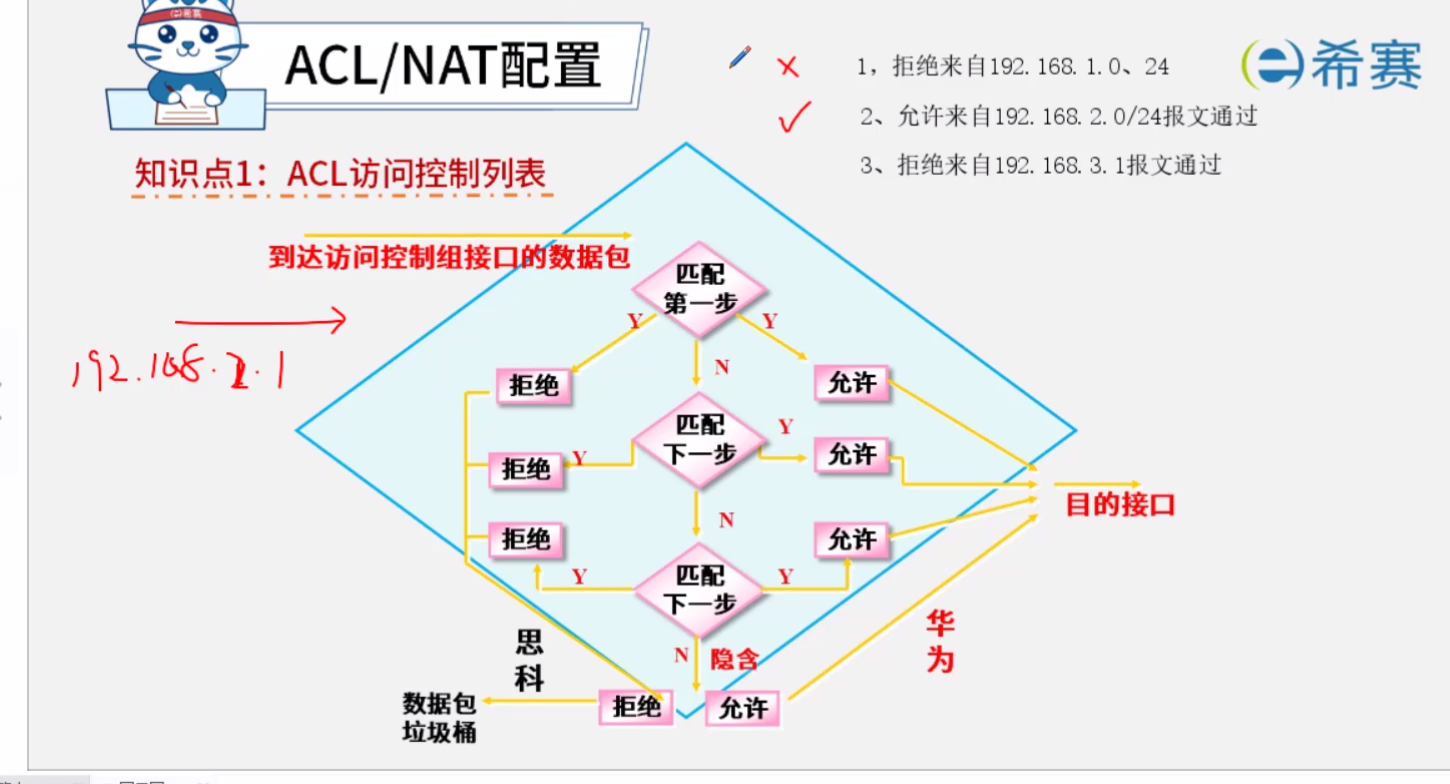 ACL/NAT配置
希赛
1，拒绝来自192.168.1.0、24
2、允许来自192.168.2.0/24报文通过
3、拒绝来自192.168.3.1报文通过
知识点1：ACL访问控制列表
到达访问控制组接口的数据包
匹配
第一步
Y
Y
192.168.2.1
N
拒绝
允许
匹配
下一步
Y
Y
拒绝
允许
目的接口
N
拒绝
允许
匹配
下一步
Y
Y
思科
华为
N
隐含
数据包
垃圾桶
拒绝
允许